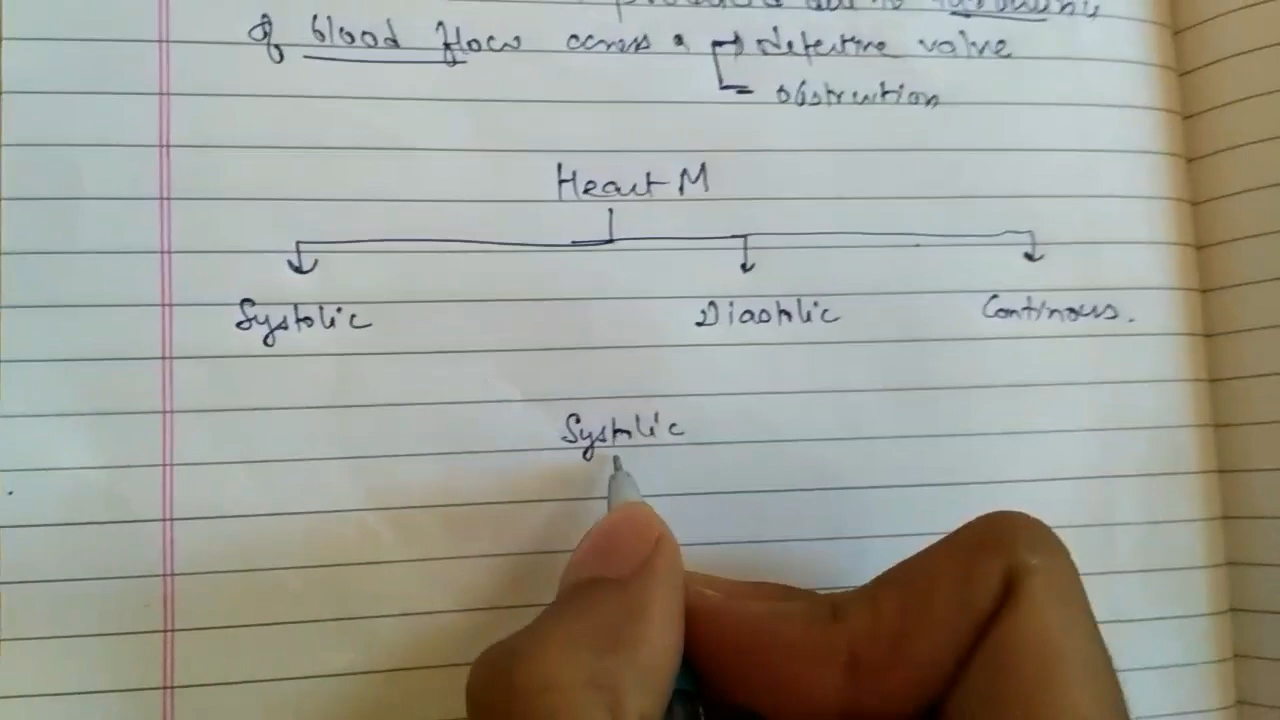 of blood flow across a → defective valve
obstruction
Heart M
Systolic Diastolic Continous.
Systolic